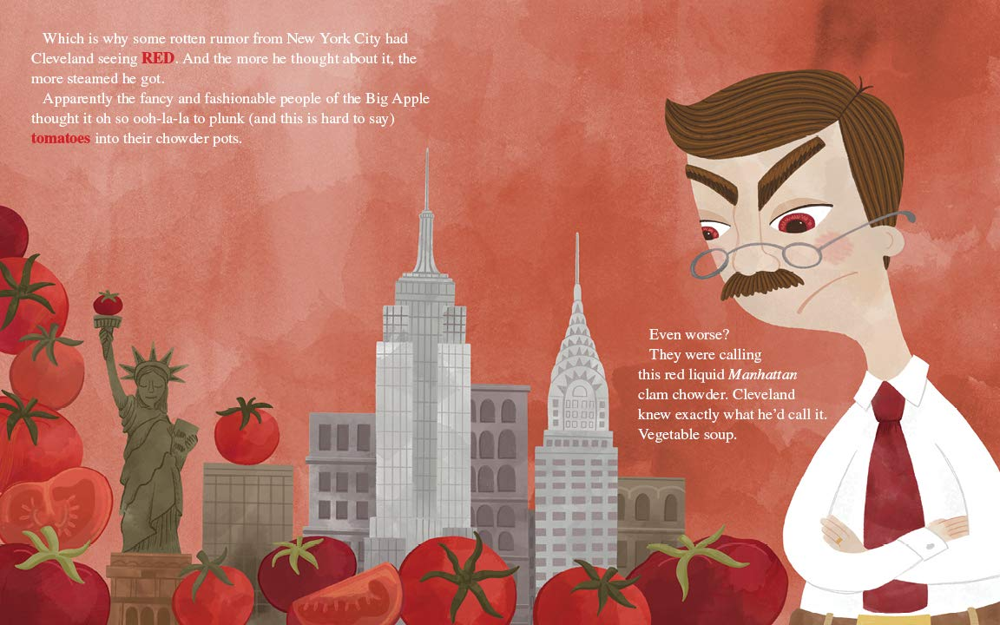 Which is why some rotten rumor from New York City had
Cleveland seeing RED. And the more he thought about it, the
more steamed he got.
Apparently the fancy and fashionable people of the Big Apple
thought it oh so ooh-la-la to plunk (and this is hard to say)
tomatoes into their chowder pots.
Even worse?
They were calling
this red liquid Manhattan
clam chowder. Cleveland
knew exactly what he’d call it.
Vegetable soup.